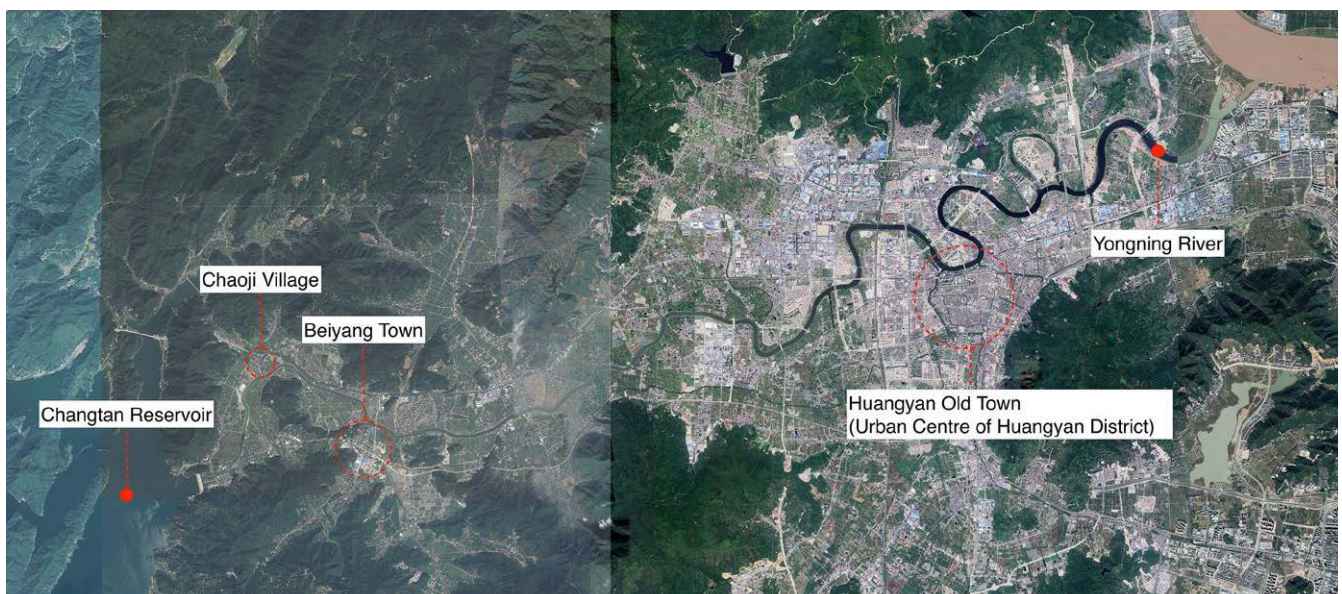 Yongning River
Chaoji Village
Beiyang Town
Changtan Reservoir
Huangyan Old Town
(Urban Centre of Huangyan District)